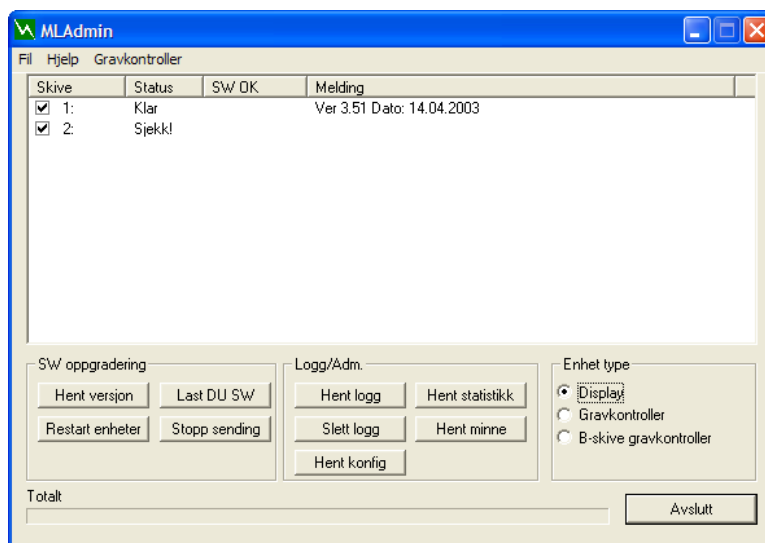 MLAdmin
Fil Hjelp Gravkontroller
Skive Status SW OK Melding
1: Klar Ver 3.51 Dato: 14.04.2003
2: Sjekk!
SW oppgradering Logg/Adm. Enhet type
Hent versjon Last DU SW Hent logg Hent statistikk Display
Gravkontroller
Restart enheter Stopp sending Slett logg Hent minne B-skive gravkontroller
Hent konfig
Totalt
Avslutt